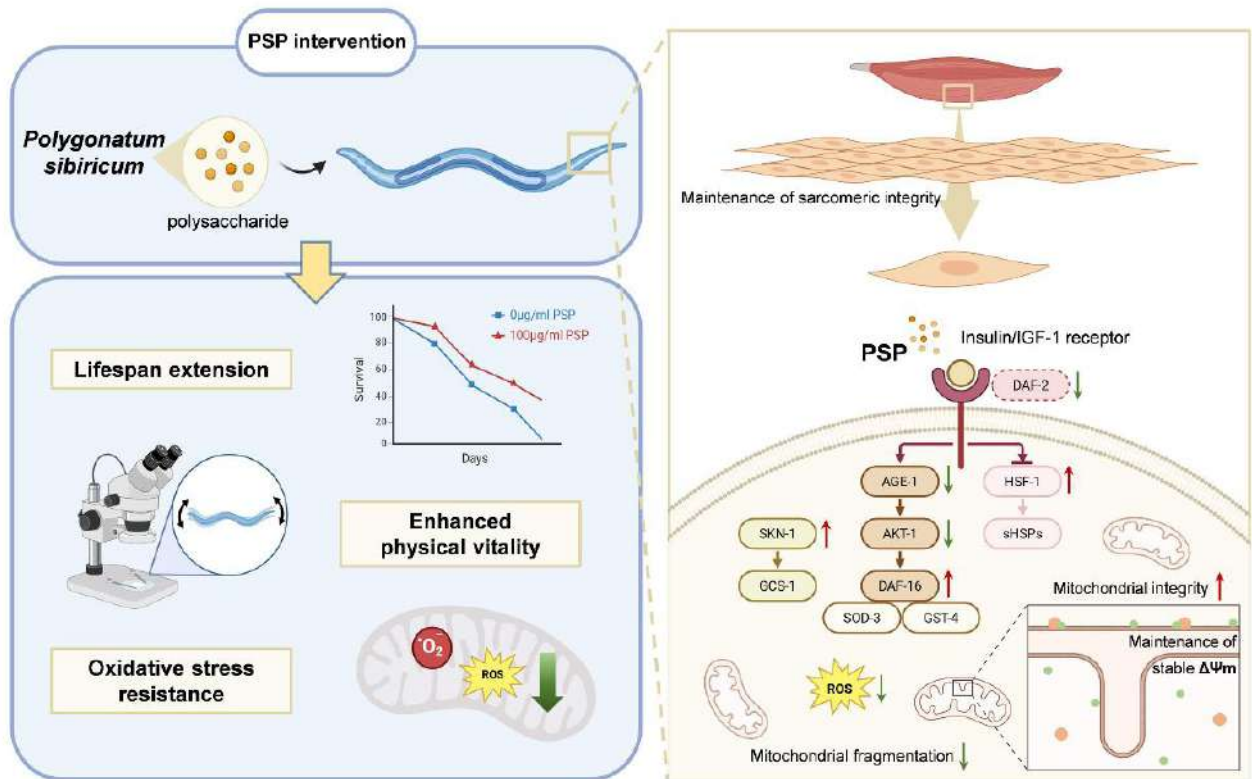 PSP intervention
Polygonatum
sibiricum
polysaccharide
Lifespan extension
100
80
60
40
20
0
Survival
Days
0µg/ml PSP
100µg/ml PSP
Enhanced
physical vitality
Oxidative stress
resistance
·O₂⁻
ROS
Maintenance of sarcomeric integrity
PSP
Insulin/IGF-1 receptor
DAF-2
AGE-1
HSF-1
SKN-1
AKT-1
sHSPs
GCS-1
DAF-16
SOD-3
GST-4
Mitochondrial integrity
Maintenance of
stable ΔΨm
ROS
Mitochondrial fragmentation